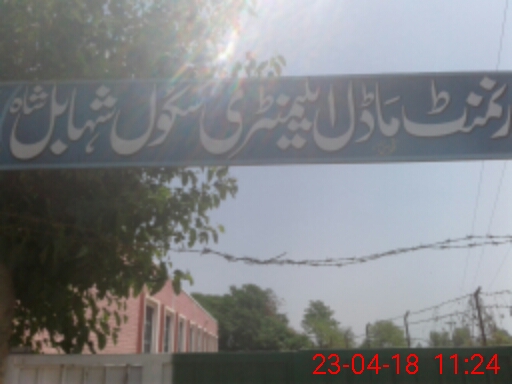 رنمنٹ ماڈل ایلیمنٹری سکول شہابل شاہ
23-04-18 11:24